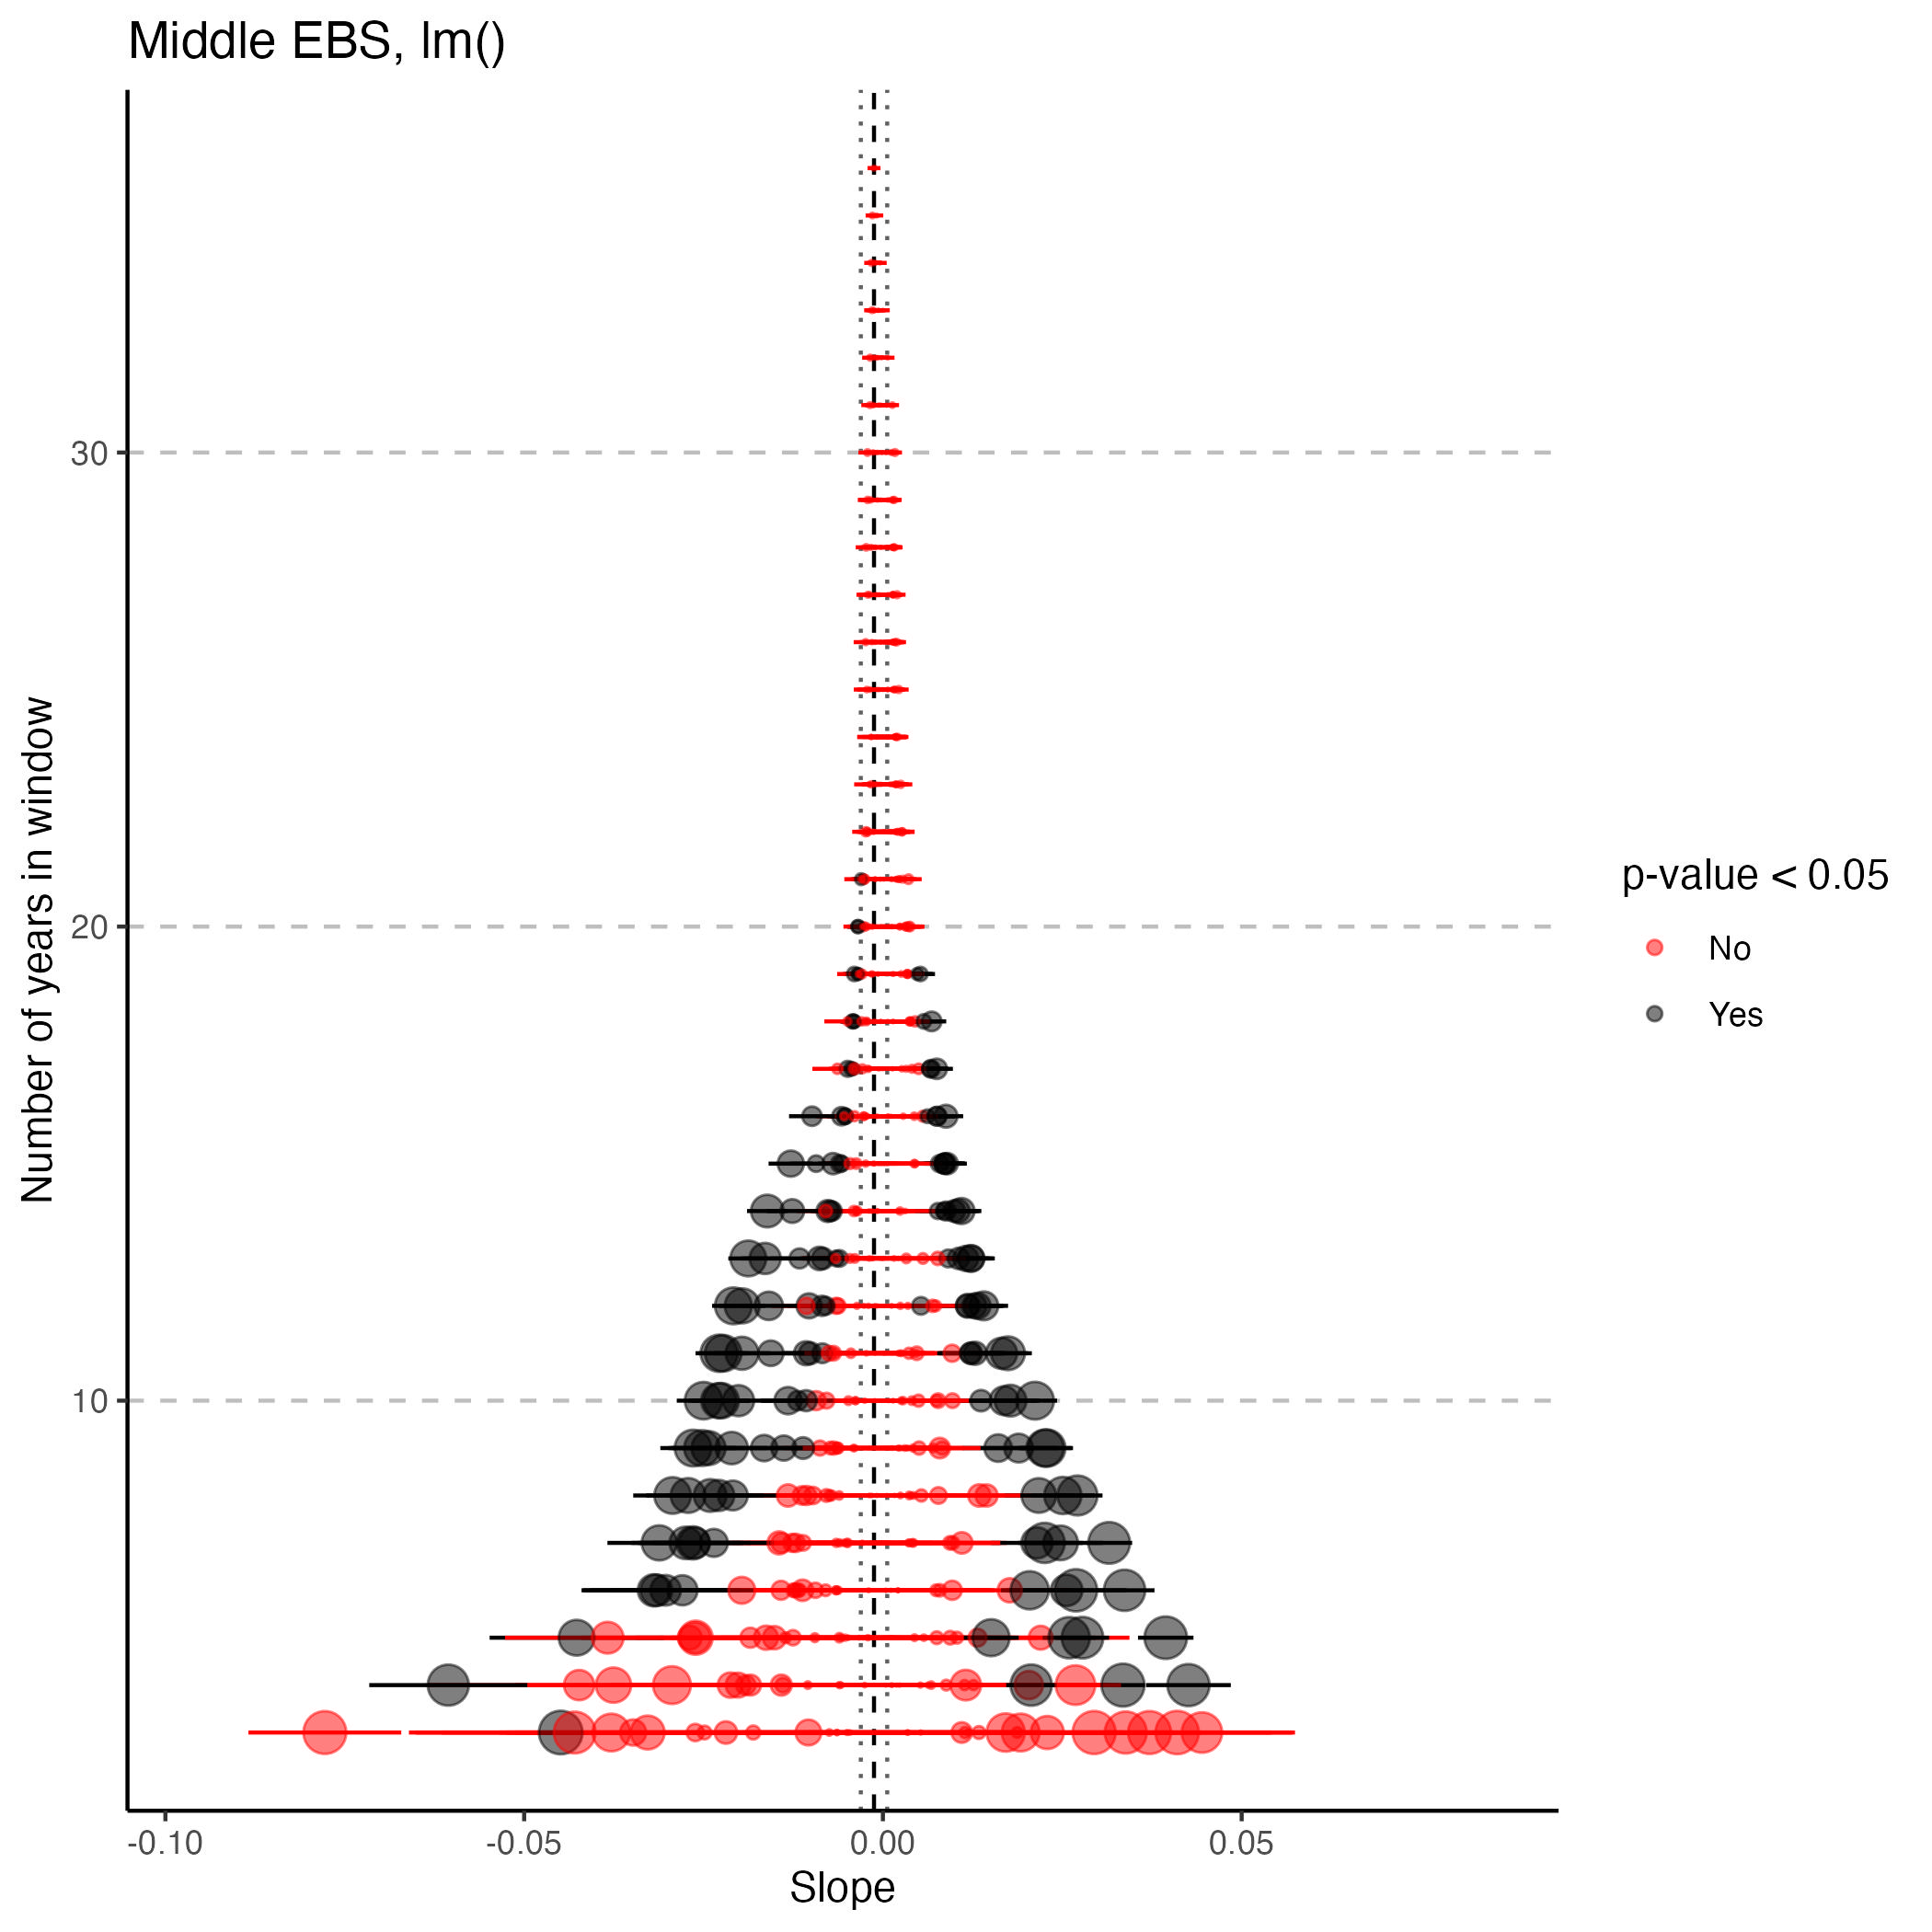 Middle EBS, lm()
Number of years in window
30
20
10
-0.10
-0.05
0.00
0.05
Slope
p-value < 0.05
No
Yes